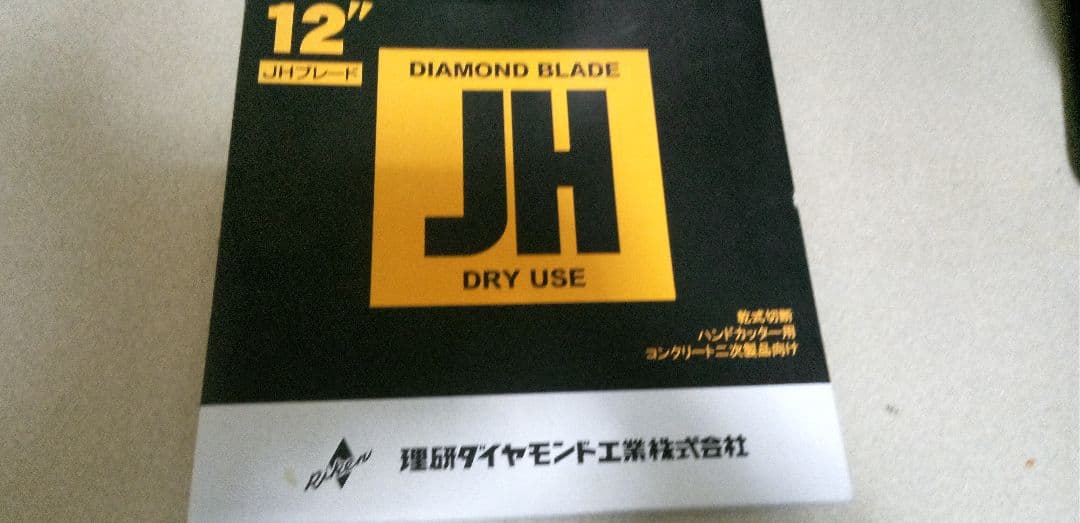 12″
JHブレード
DIAMOND BLADE
JH
DRY USE
乾式切断
ハンドカッター用
コンクリート二次製品向け
Riken
理研ダイヤモンド工業株式会社